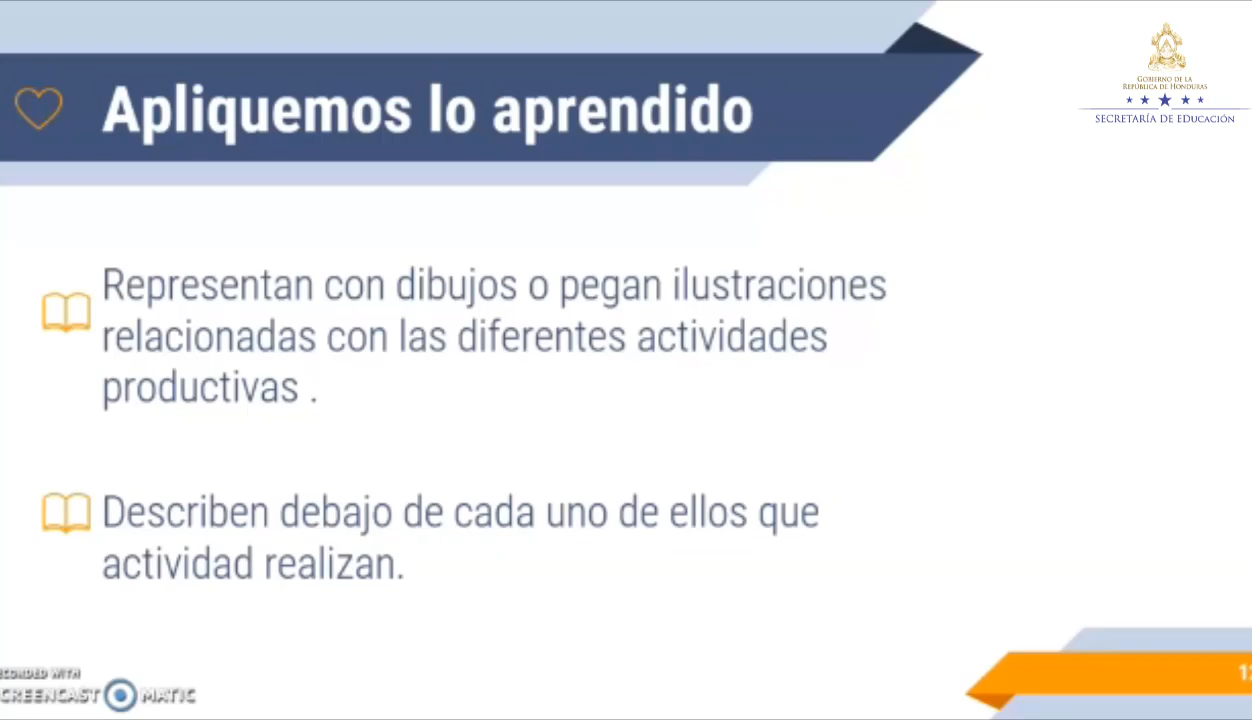 Apliquemos lo aprendido
GOBIERNO DE LA
REPÚBLICA DE HONDURAS
SECRETARÍA DE EDUCACIÓN
Representan con dibujos o pegan ilustraciones
relacionadas con las diferentes actividades
productivas .
Describen debajo de cada uno de ellos que
actividad realizan.
MATIC